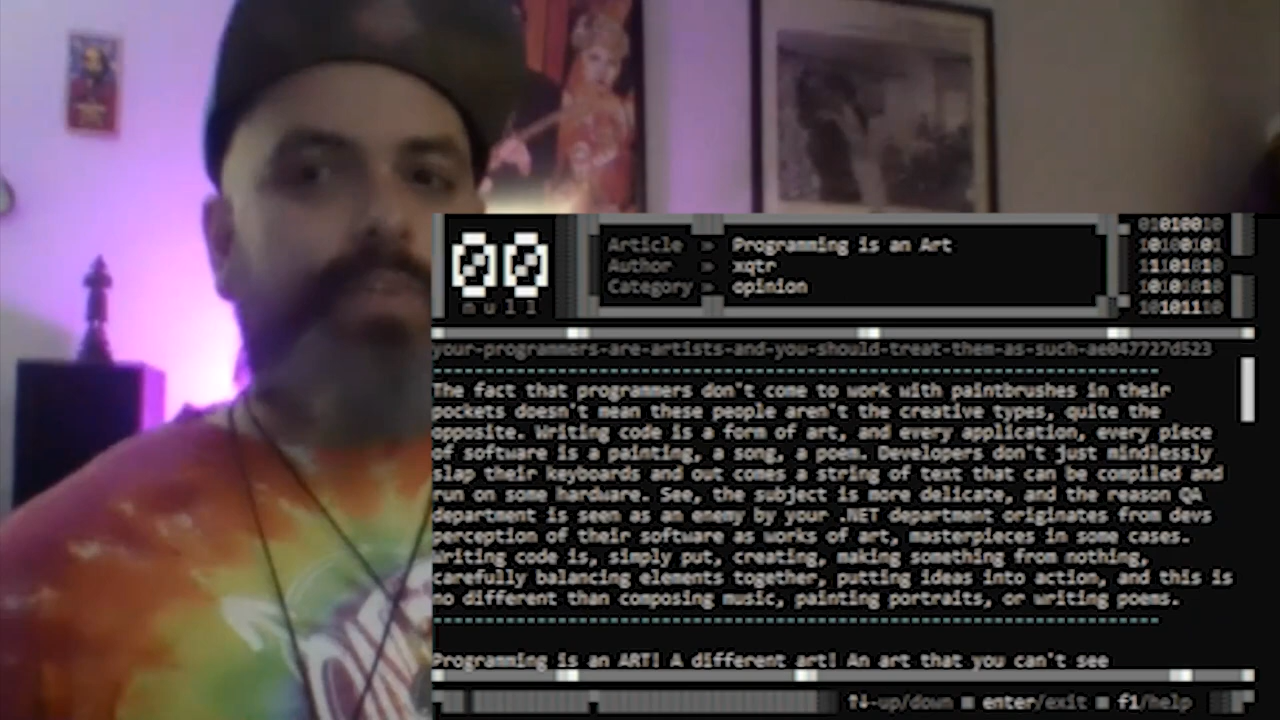 00
null
Article » Programming is an Art
Author » xqtr
Category » opinion
01010010
10100101
11101010
10101010
10101110
your-programmers-are-artists-and-you-should-treat-them-as-such-ae047727d523
The fact that programmers don't come to work with paintbrushes in their
pockets doesn't mean these people aren't the creative types, quite the
opposite. Writing code is a form of art, and every application, every piece
of software is a painting, a song, a poem. Developers don't just mindlessly
slap their keyboards and out comes a string of text that can be compiled and
run on some hardware. See, the subject is more delicate, and the reason QA
department is seen as an enemy by your .NET department originates from devs
perception of their software as works of art, masterpieces in some cases.
Writing code is, simply put, creating, making something from nothing,
carefully balancing elements together, putting ideas into action, and this is
no different than composing music, painting portraits, or writing poems.
Programming is an ART! A different art! An art that you can't see
↑↓-up/down ■ enter/exit ■ f1/help